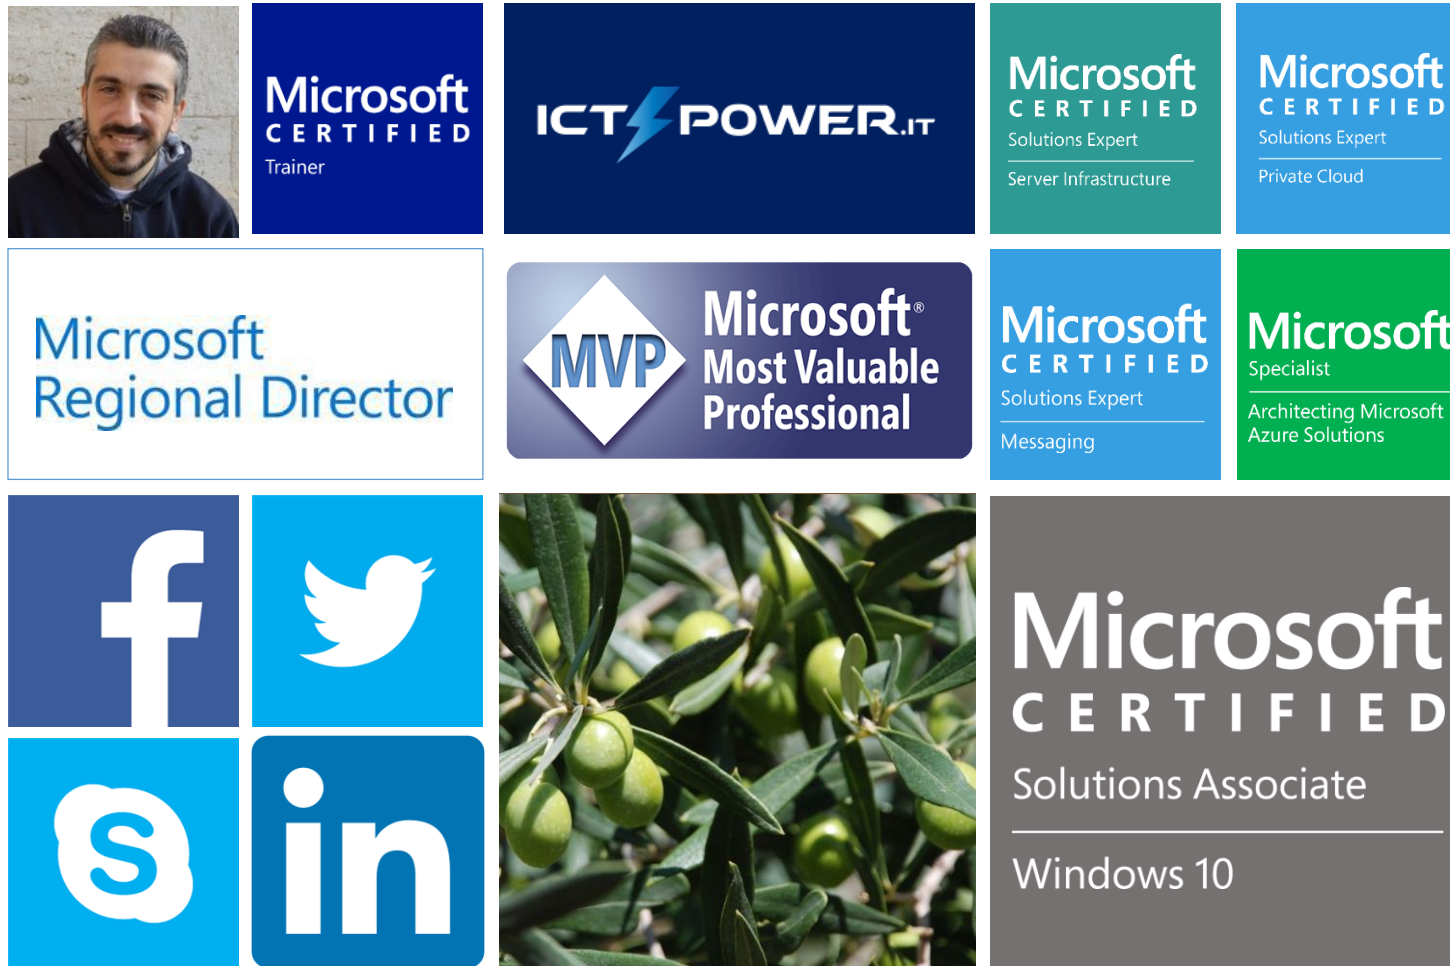 Microsoft
CERTIFIED
Trainer
ICT POWER.IT
Microsoft
CERTIFIED
Solutions Expert
Server Infrastructure
Microsoft
CERTIFIED
Solutions Expert
Private Cloud
Microsoft
Regional Director
MVP
Microsoft®
Most Valuable
Professional
Microsoft
CERTIFIED
Solutions Expert
Messaging
Microsoft
Specialist
Architecting Microsoft
Azure Solutions
f
S
in
Microsoft
CERTIFIED
Solutions Associate
Windows 10